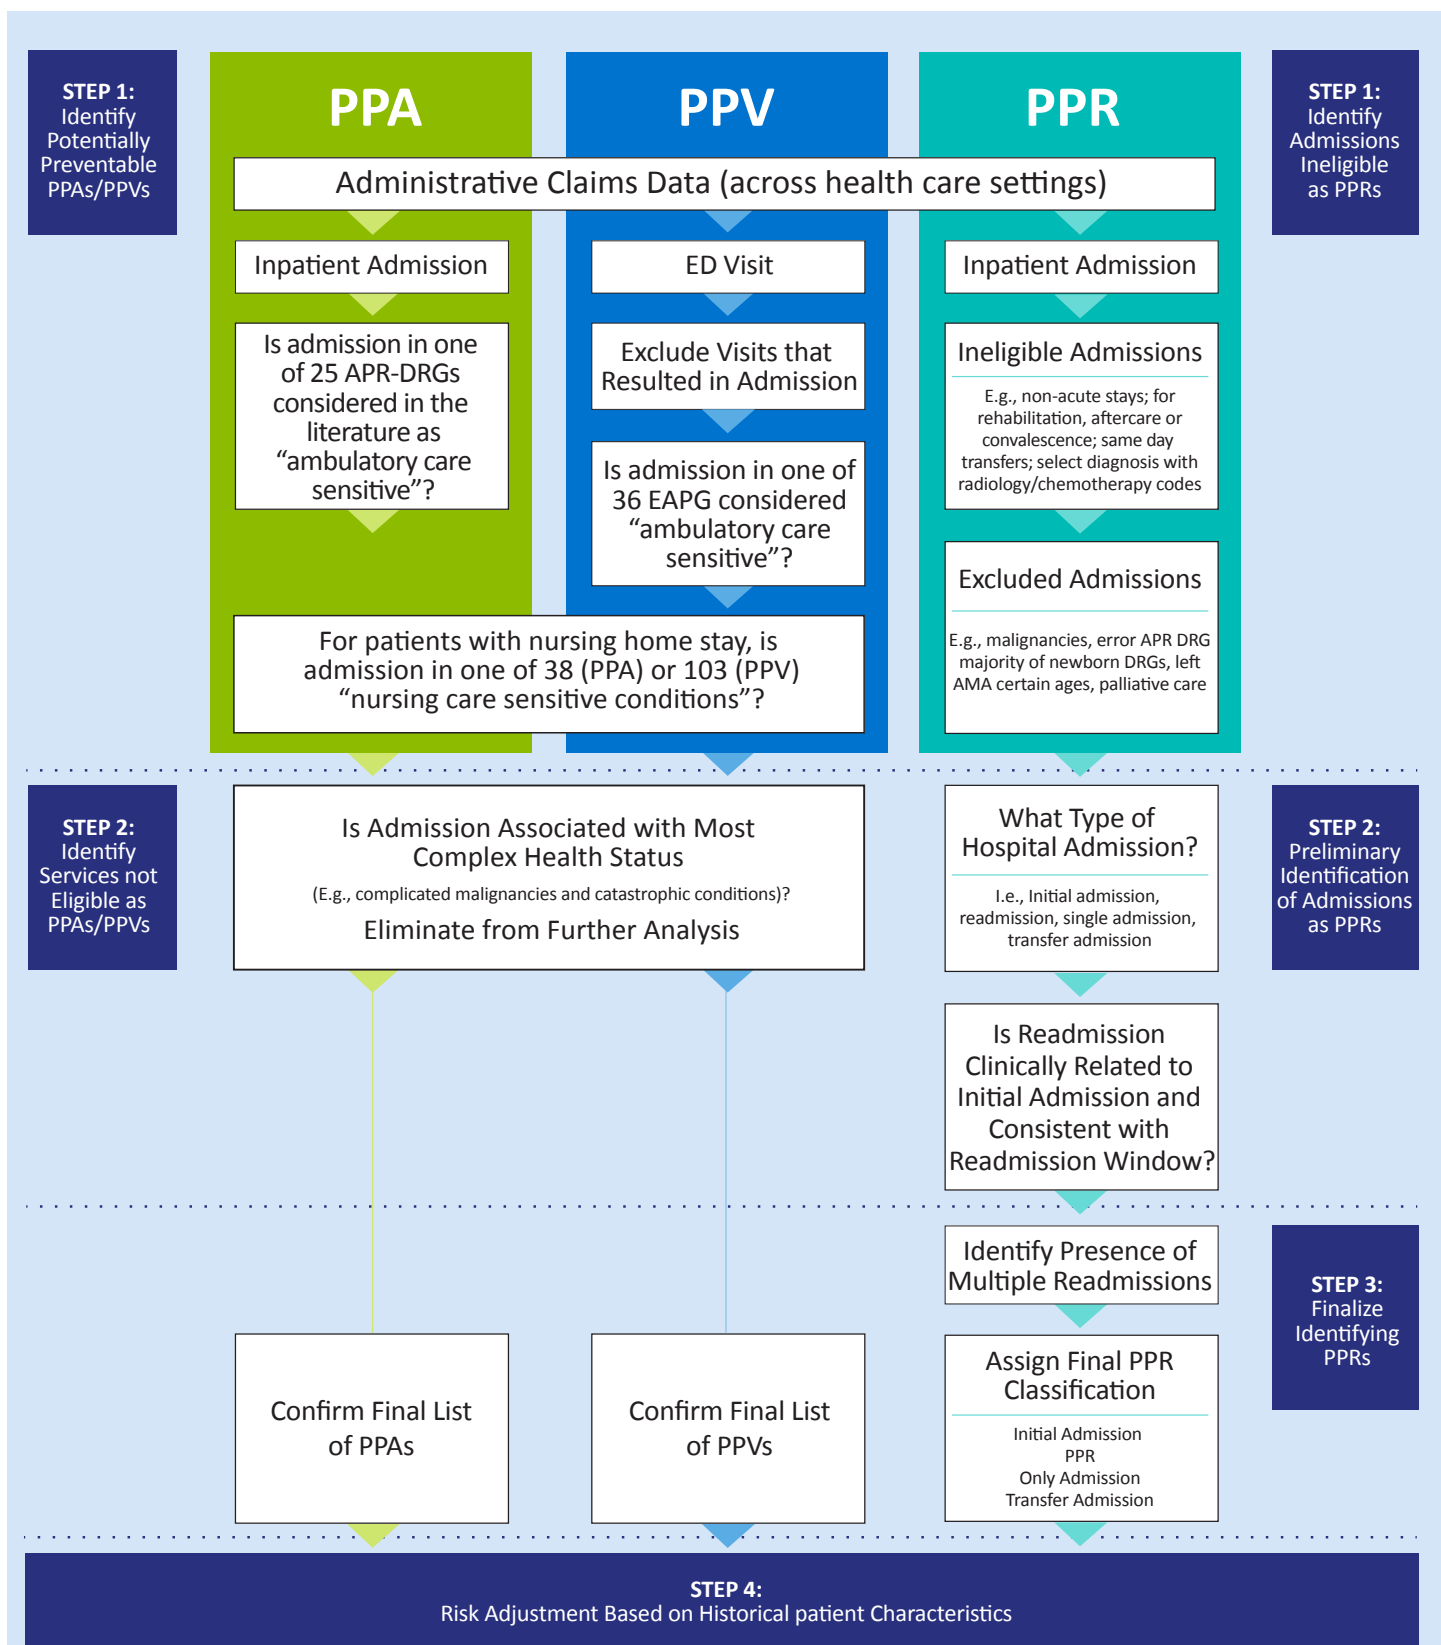 STEP 1:
Identify
Potentially
Preventable
PPAs/PPVs
PPA
PPV
PPR
STEP 1:
Identify
Admissions
Ineligible
as PPRs
Administrative Claims Data (across health care settings)
Inpatient Admission
ED Visit
Inpatient Admission
Is admission in one
of 25 APR-DRGs
considered in the
literature as
“ambulatory care
sensitive”?
Exclude Visits that
Resulted in Admission
Is admission in one of
36 EAPG considered
“ambulatory care
sensitive”?
Ineligible Admissions
E.g., non-acute stays; for
rehabilitation, aftercare or
convalescence; same day
transfers; select diagnosis with
radiology/chemotherapy codes
Excluded Admissions
E.g., malignancies, error APR DRG
majority of newborn DRGs, left
AMA certain ages, palliative care
For patients with nursing home stay, is
admission in one of 38 (PPA) or 103 (PPV)
“nursing care sensitive conditions”?
STEP 2:
Identify
Services not
Eligible as
PPAs/PPVs
Is Admission Associated with Most
Complex Health Status
(E.g., complicated malignancies and catastrophic conditions)?
Eliminate from Further Analysis
What Type of
Hospital Admission?
I.e., Initial admission,
readmission, single admission,
transfer admission
STEP 2:
Preliminary
Identification
of Admissions
as PPRs
Is Readmission
Clinically Related to
Initial Admission and
Consistent with
Readmission Window?
Identify Presence of
Multiple Readmissions
STEP 3:
Finalize
Identifying
PPRs
Confirm Final List
of PPAs
Confirm Final List
of PPVs
Assign Final PPR
Classification
Initial Admission
PPR
Only Admission
Transfer Admission
STEP 4:
Risk Adjustment Based on Historical patient Characteristics